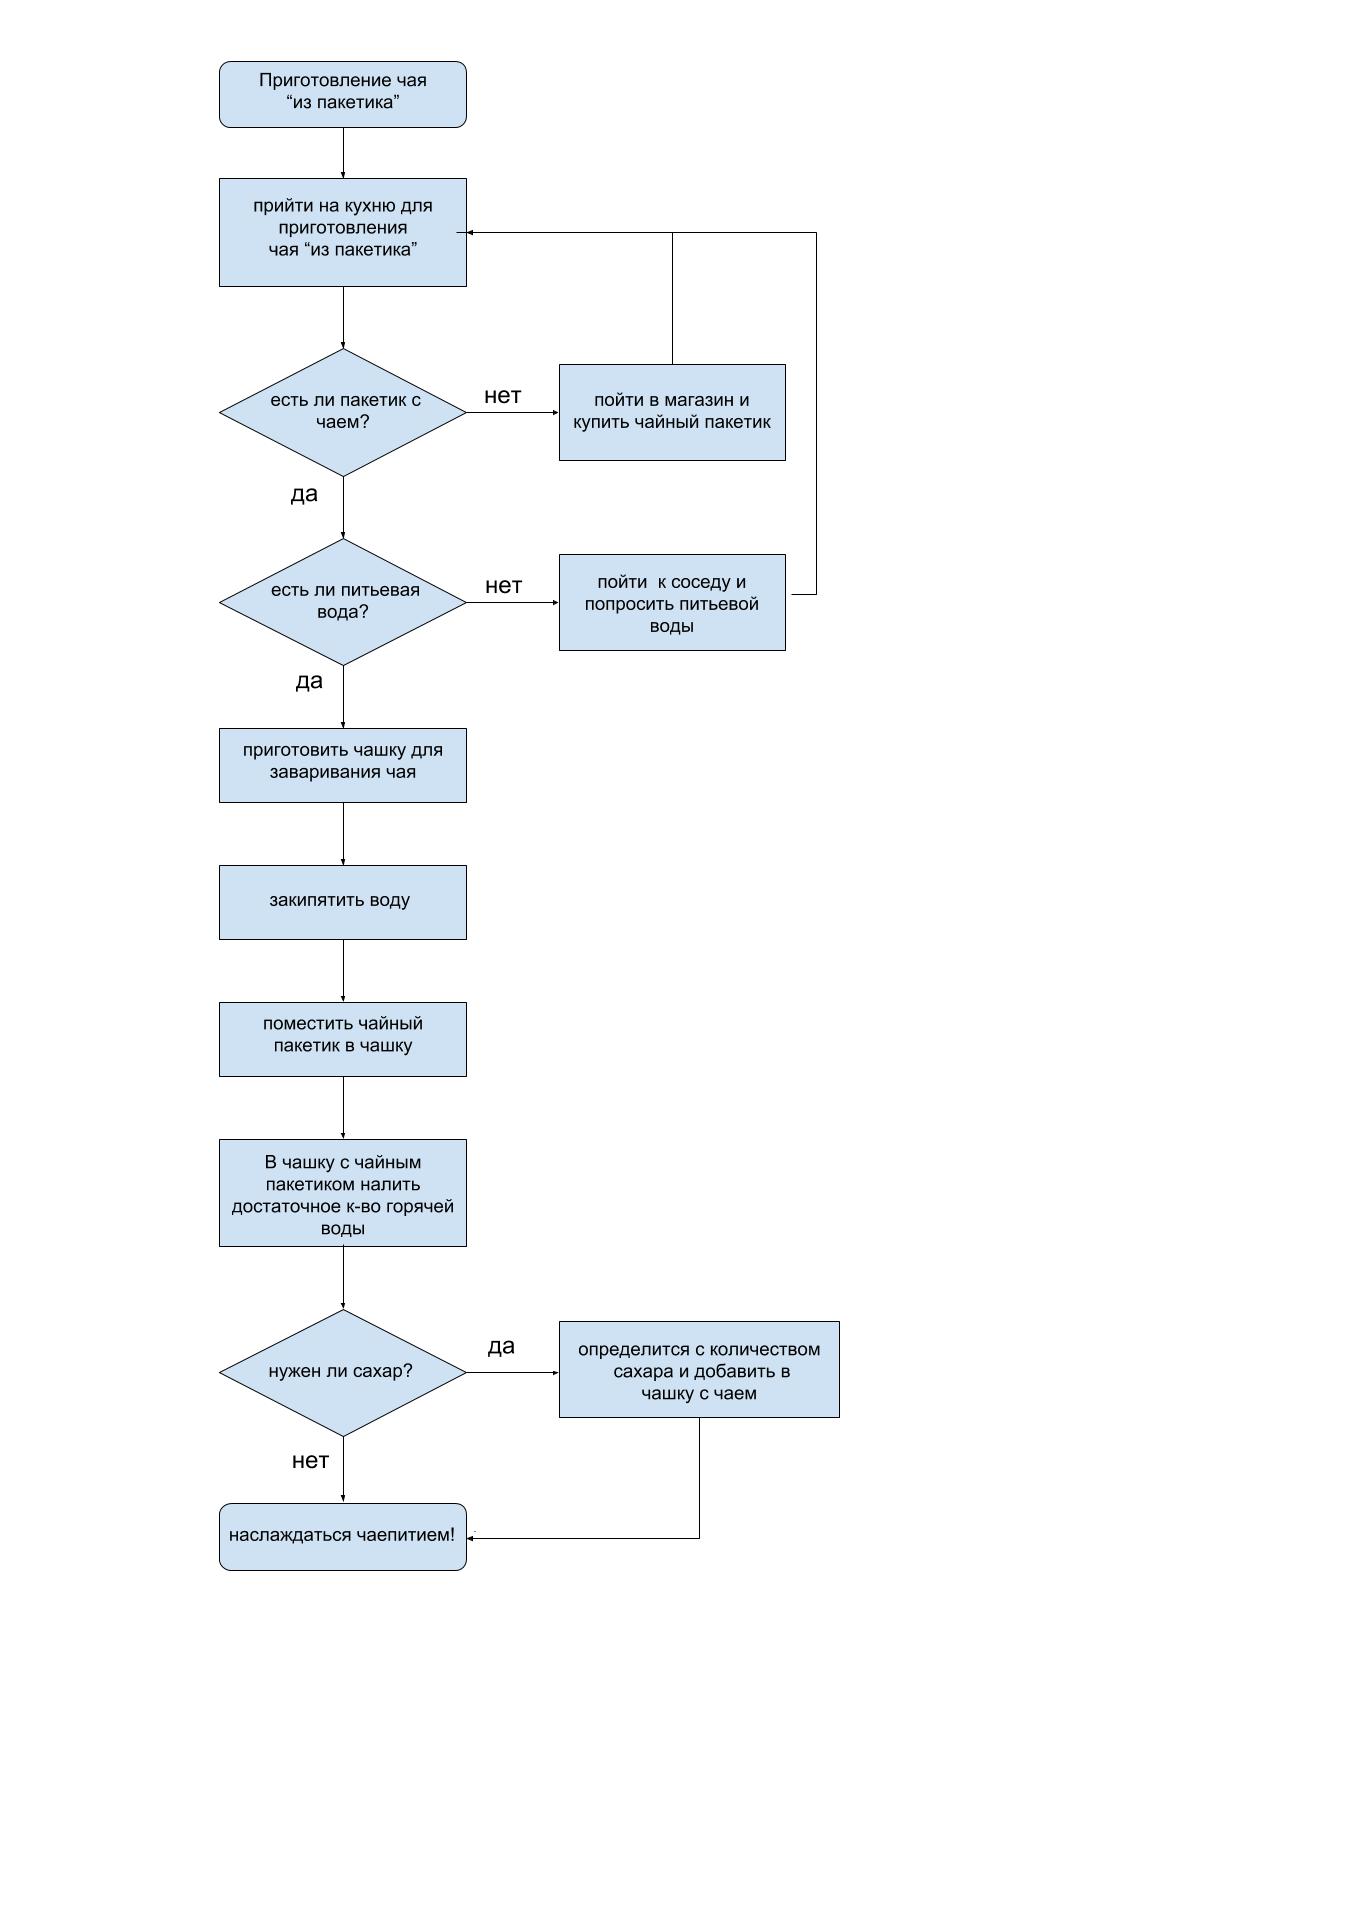 Приготовление чая
“из пакетика”
прийти на кухню для
приготовления
чая “из пакетика”
есть ли пакетик с
чаем?
нет
пойти в магазин и
купить чайный пакетик
да
есть ли питьевая
вода?
нет
пойти  к соседу и
попросить питьевой
воды
да
приготовить чашку для
заваривания чая
закипятить воду
поместить чайный
пакетик в чашку
В чашку с чайным
пакетиком налить
достаточное к-во горячей
воды
нужен ли сахар?
да
определится с количеством
сахара и добавить в
чашку с чаем
нет
наслаждаться чаепитием!